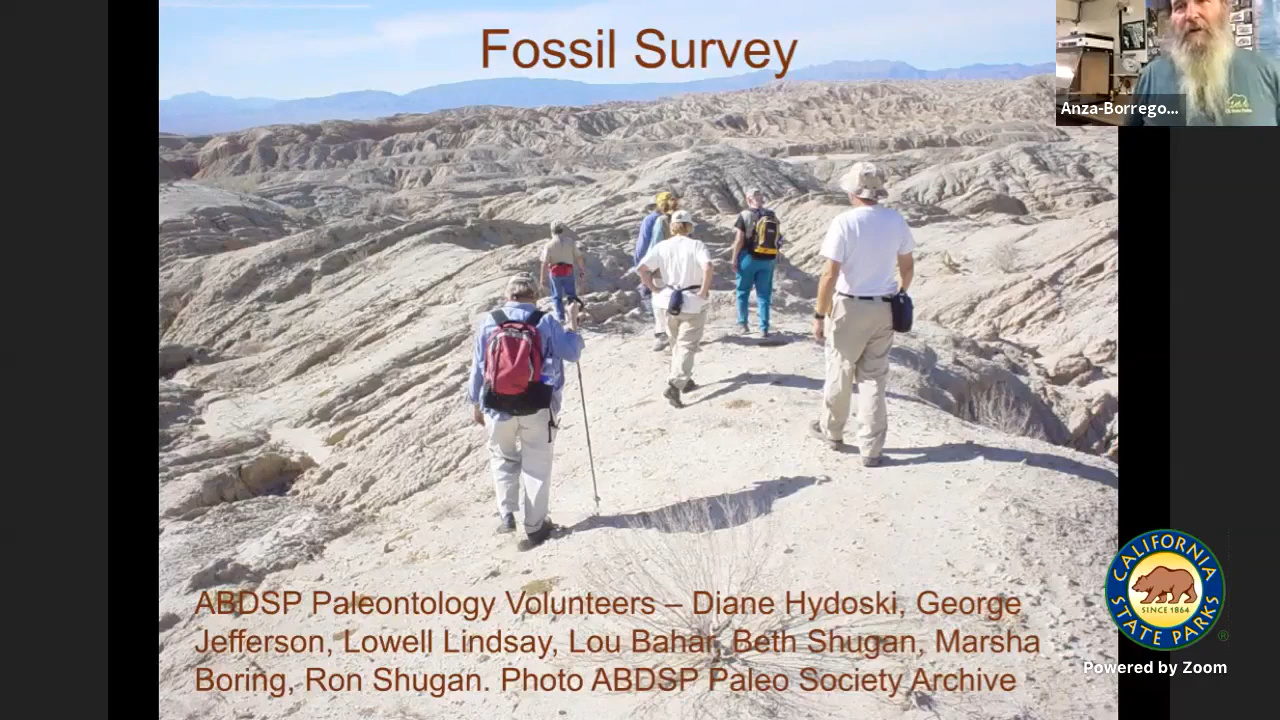 Fossil Survey
Anza-Borrego...
ABDSP Paleontology Volunteers – Diane Hydoski, George
Jefferson, Lowell Lindsay, Lou Bahar, Beth Shugan, Marsha
Boring, Ron Shugan. Photo ABDSP Paleo Society Archive
CALIFORNIA
SINCE 1864
STATE PARKS
®
Powered by Zoom